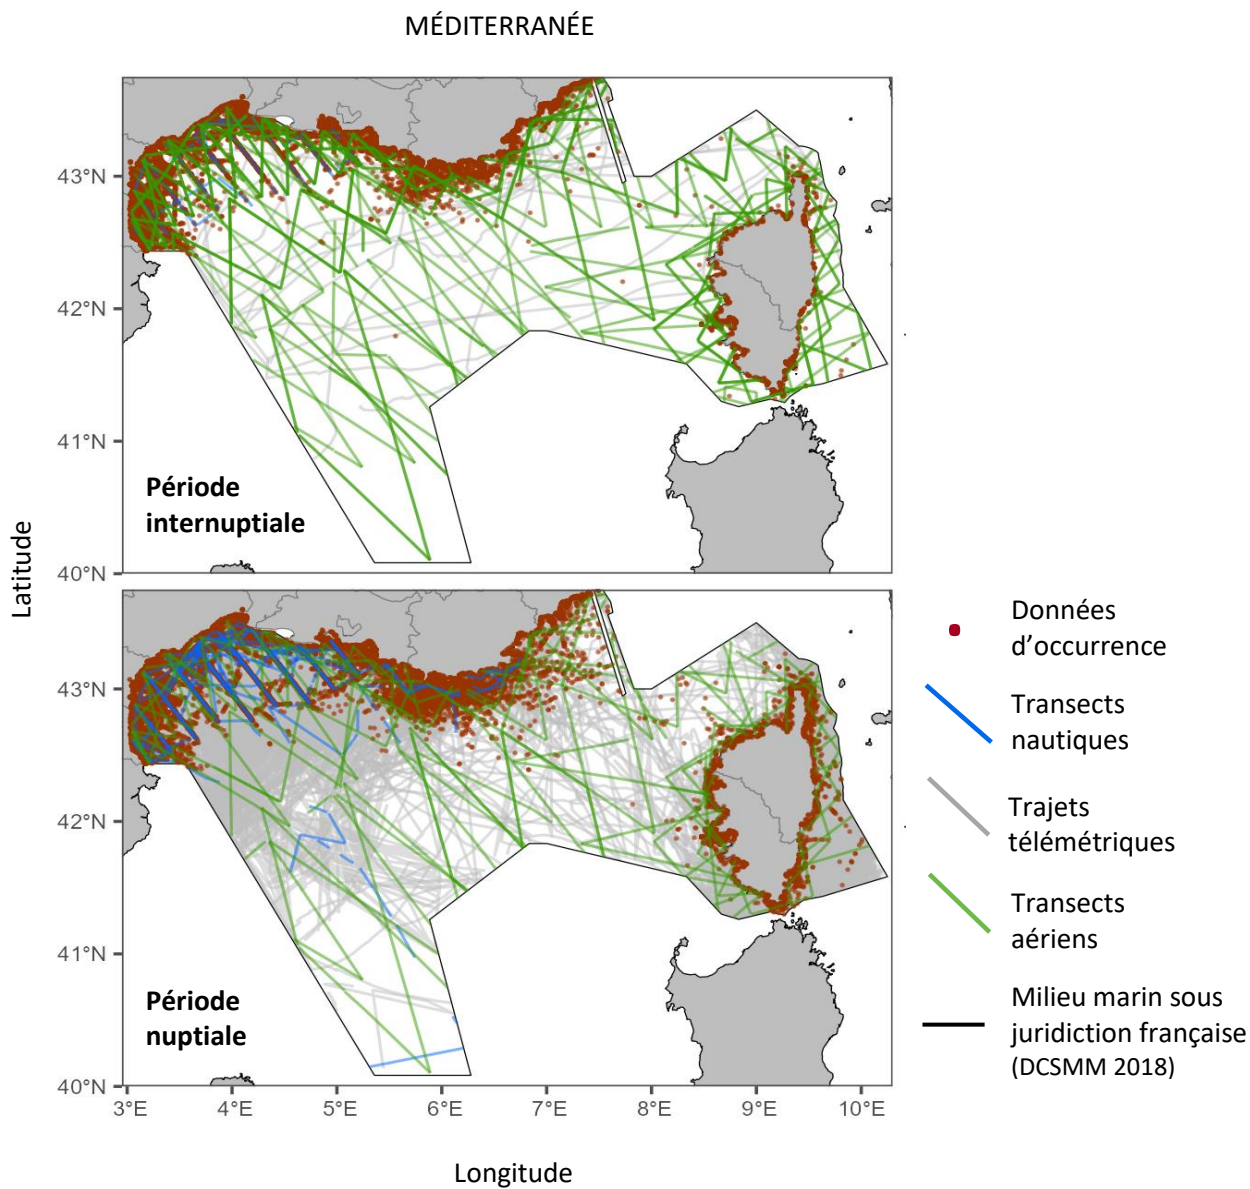 MÉDITERRANÉE
43°N
42°N
41°N
40°N
Période
internuptiale
Latitude
43°N
42°N
41°N
40°N
Période
nuptiale
3°E
4°E
5°E
6°E
7°E
8°E
9°E
10°E
Longitude
Données
d’occurrence
Transects
nautiques
Trajets
télémétriques
Transects
aériens
Milieu marin sous
juridiction française
(DCSMM 2018)